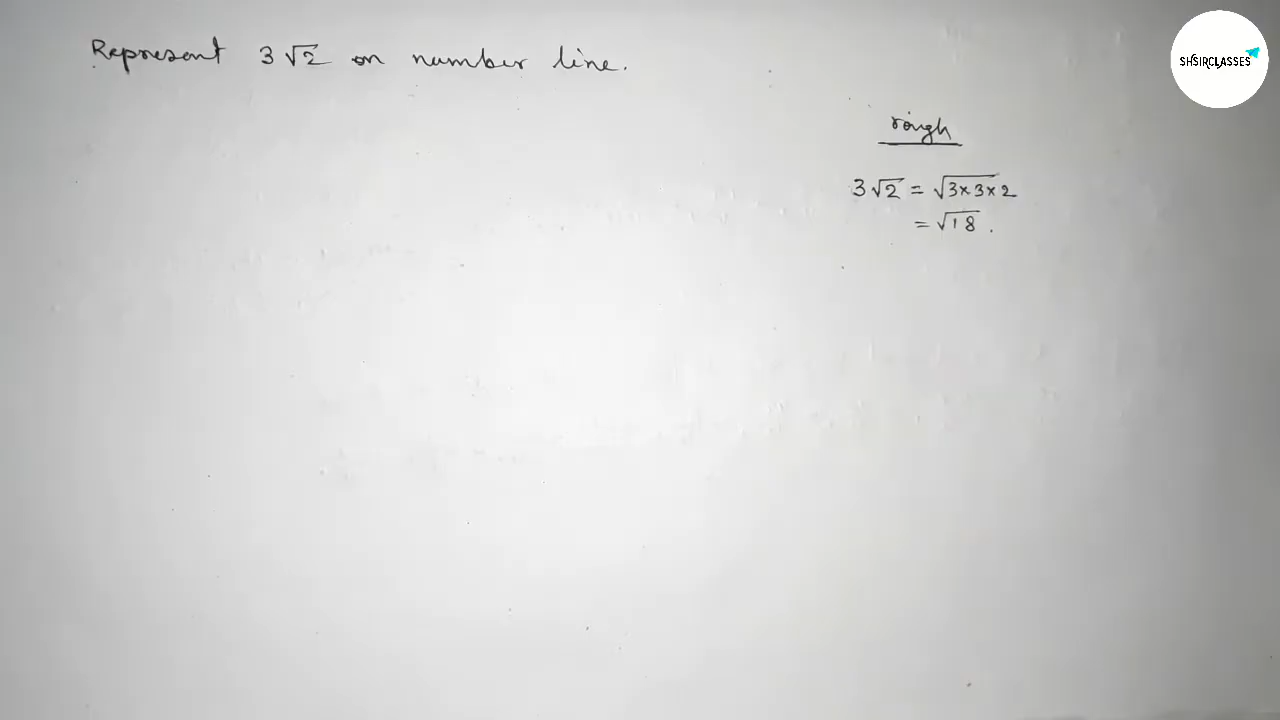 Represent 3√2 on number line.
SHSIRCLASSES
rough
3√2 = √3×3×2
= √18.